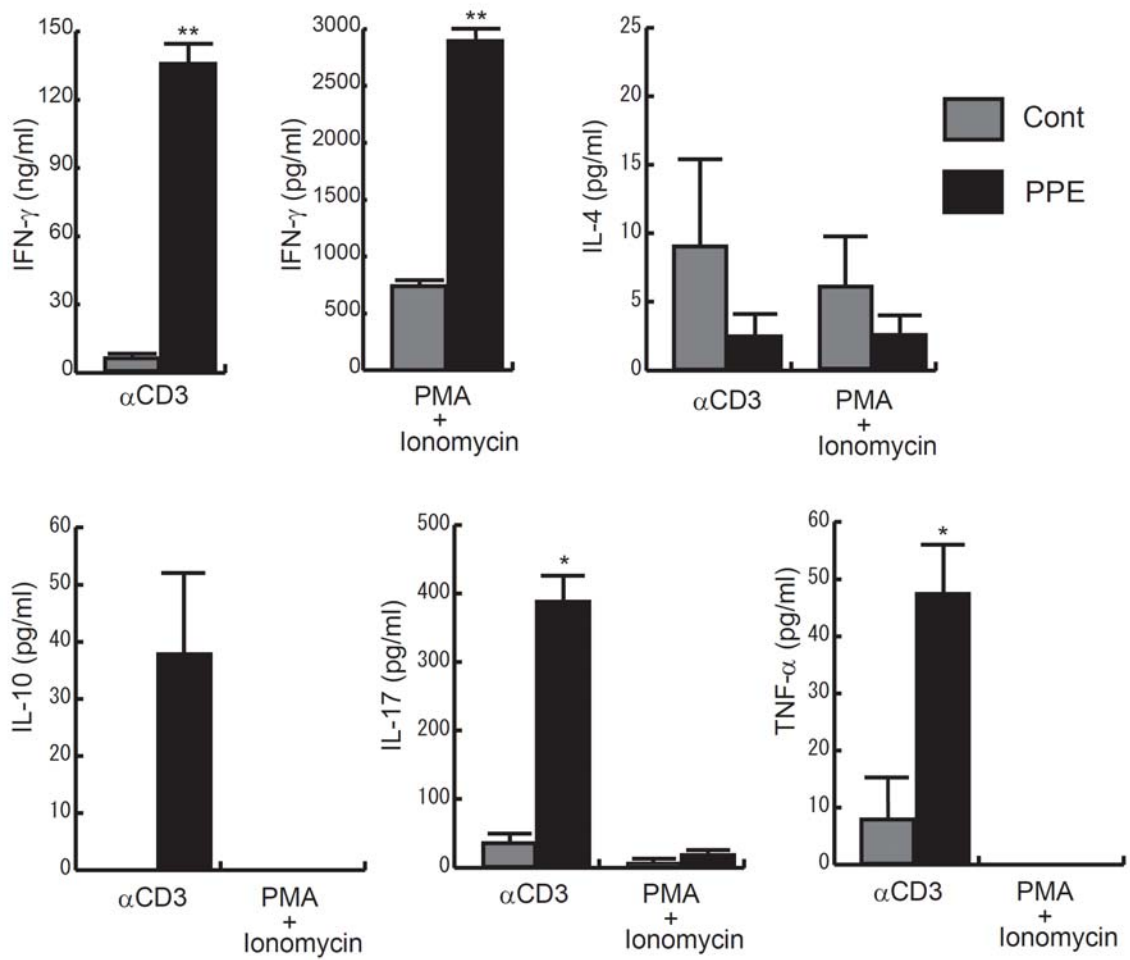 IFN-γ (ng/ml)
150
120
90
60
30
0
**
αCD3
IFN-γ (pg/ml)
3000
2500
2000
1500
1000
500
0
**
PMA
+
Ionomycin
IL-4 (pg/ml)
25
20
15
10
5
0
αCD3
PMA
+
Ionomycin
Cont
PPE
IL-10 (pg/ml)
60
50
40
30
20
10
0
αCD3
PMA
+
Ionomycin
IL-17 (pg/ml)
500
400
300
200
100
0
*
αCD3
PMA
+
Ionomycin
TNF-α (pg/ml)
60
50
40
30
20
10
0
*
αCD3
PMA
+
Ionomycin